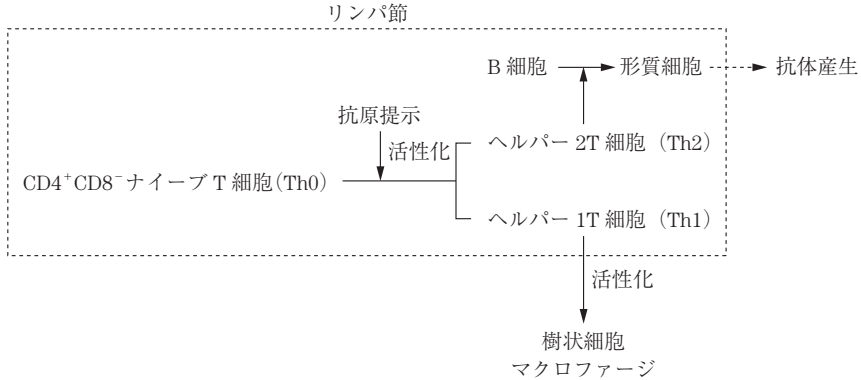 リンパ節
B 細胞
形質細胞
抗体産生
抗原提示
活性化
ヘルパー 2T 細胞 (Th2)
CD4⁺CD8⁻ナイーブ T 細胞(Th0)
ヘルパー 1T 細胞 (Th1)
活性化
樹状細胞
マクロファージ